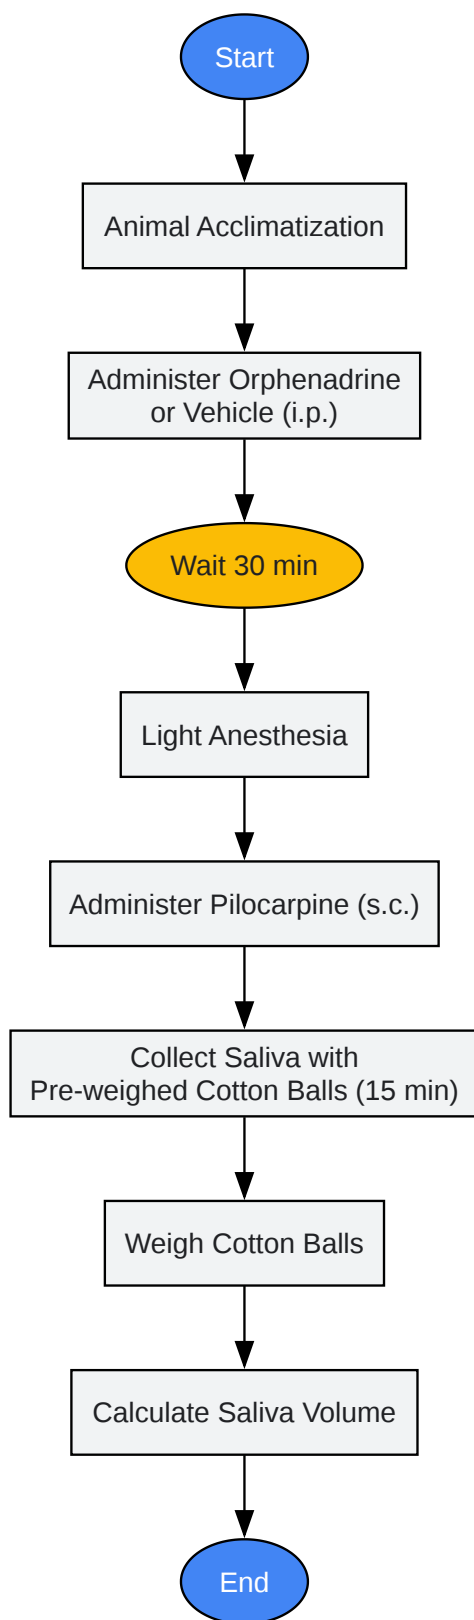 Start
Animal Acclimatization
Administer Orphenadrine
or Vehicle (i.p.)
Wait 30 min
Light Anesthesia
Administer Pilocarpine (s.c.)
Collect Saliva with
Pre-weighed Cotton Balls (15 min)
Weigh Cotton Balls
Calculate Saliva Volume
End